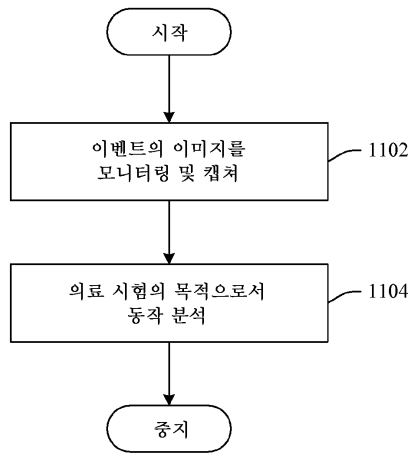 시작
이벤트의 이미지를
모니터링 및 캡쳐
1102
의료 시험의 목적으로서
동작 분석
1104
중지